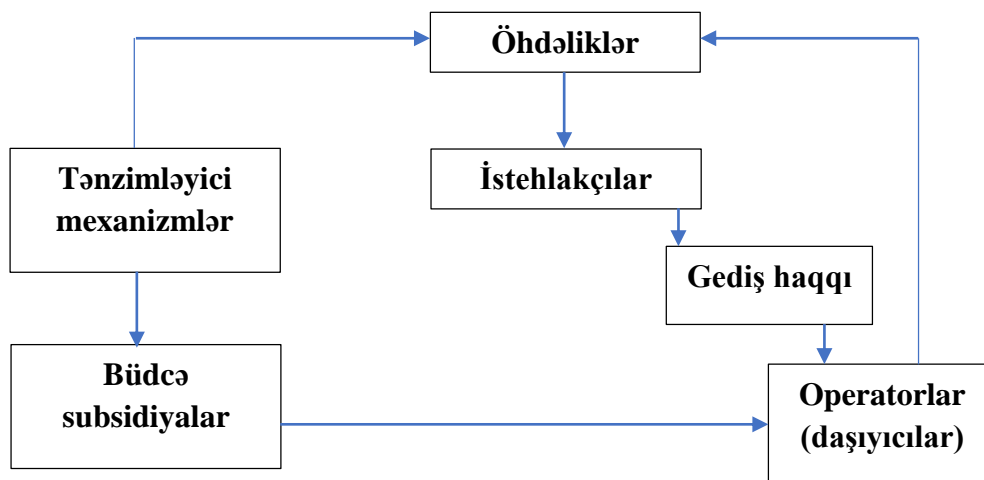 Öhdəliklər
Tənzimləyici
mexanizmlər
İstehlakçılar
Gediş haqqı
Büdcə
subsidiyalar
Operatorlar
(daşıyıcılar)